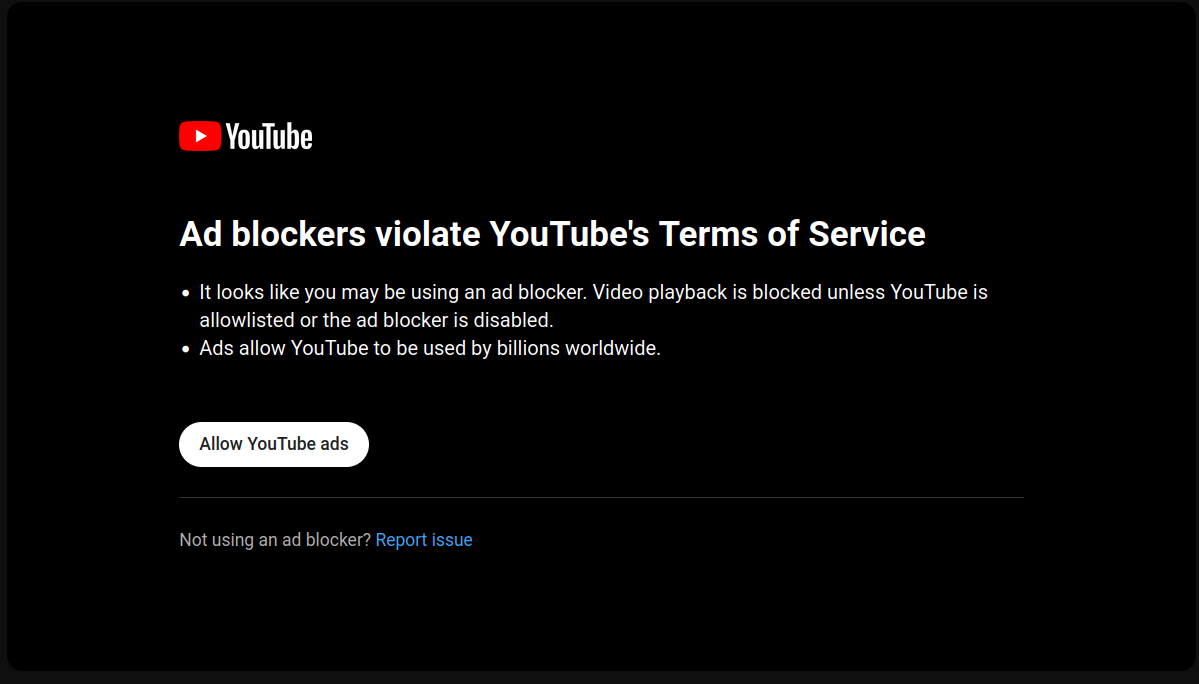 YouTube
Ad blockers violate YouTube's Terms of Service
• It looks like you may be using an ad blocker. Video playback is blocked unless YouTube is
allowlisted or the ad blocker is disabled.
• Ads allow YouTube to be used by billions worldwide.
Allow YouTube ads
Not using an ad blocker? Report issue